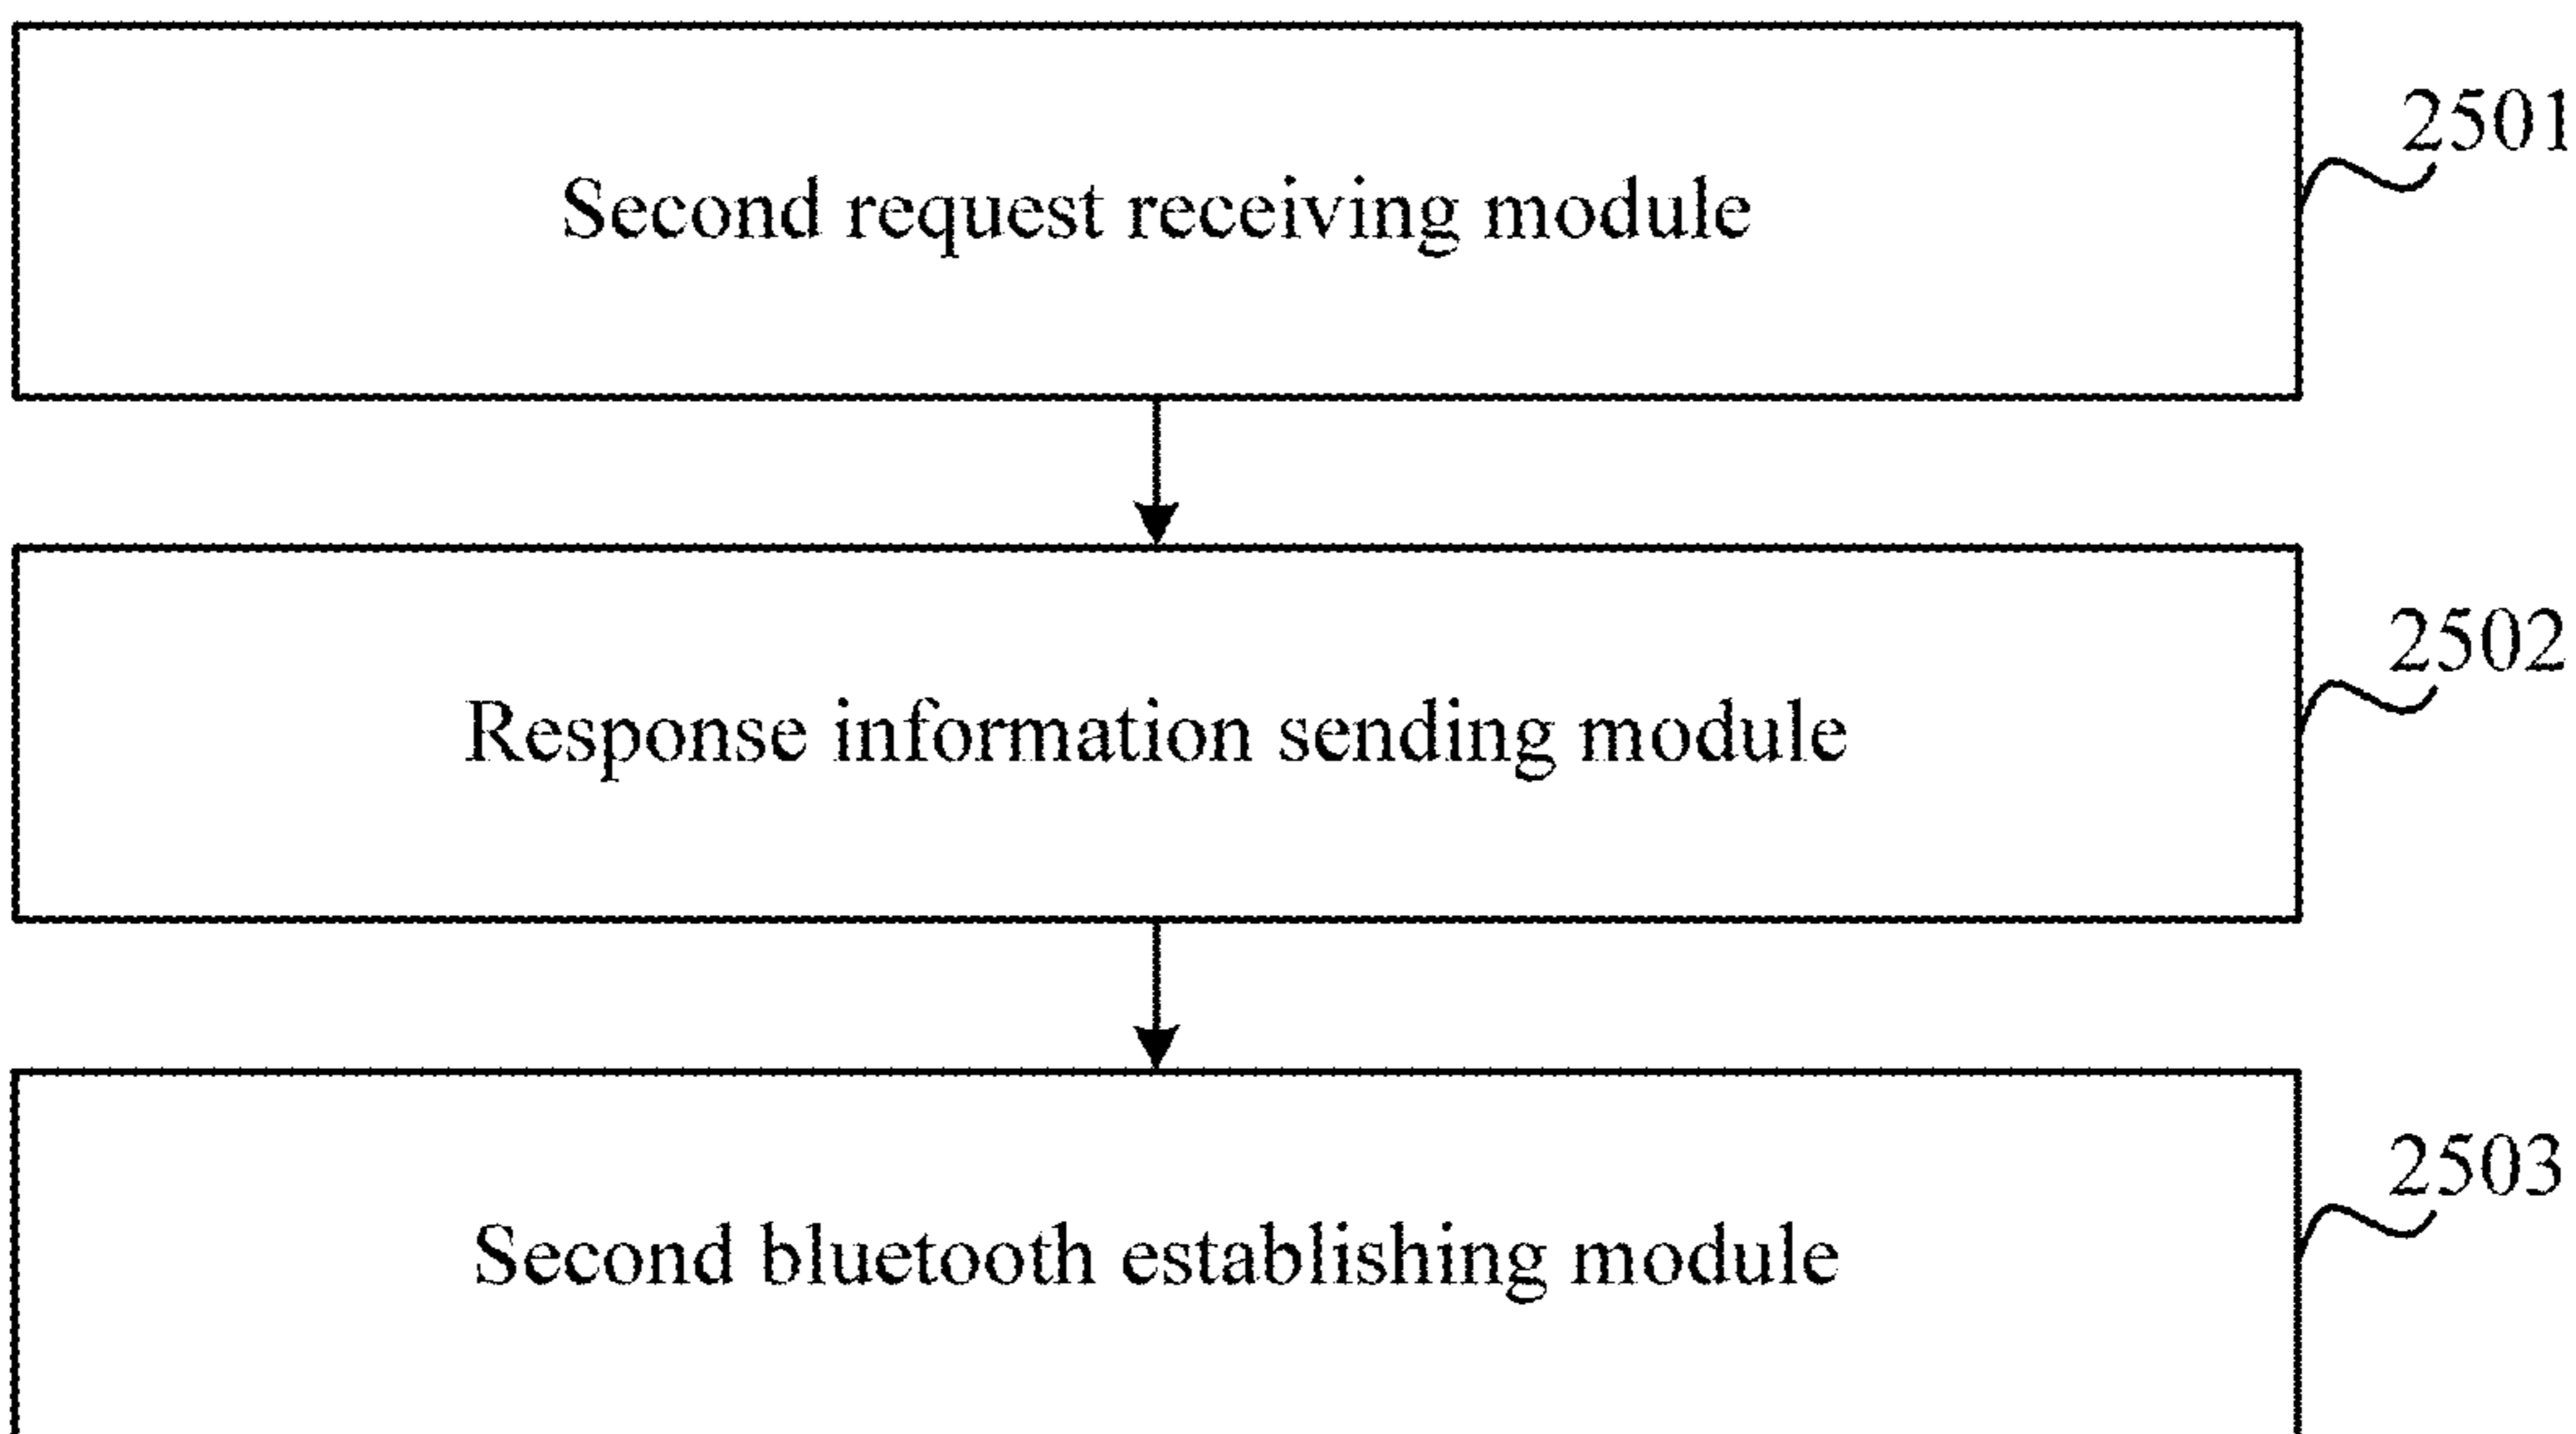 2501
Second request receiving module
2502
Response information sending module
2503
Second bluetooth establishing module